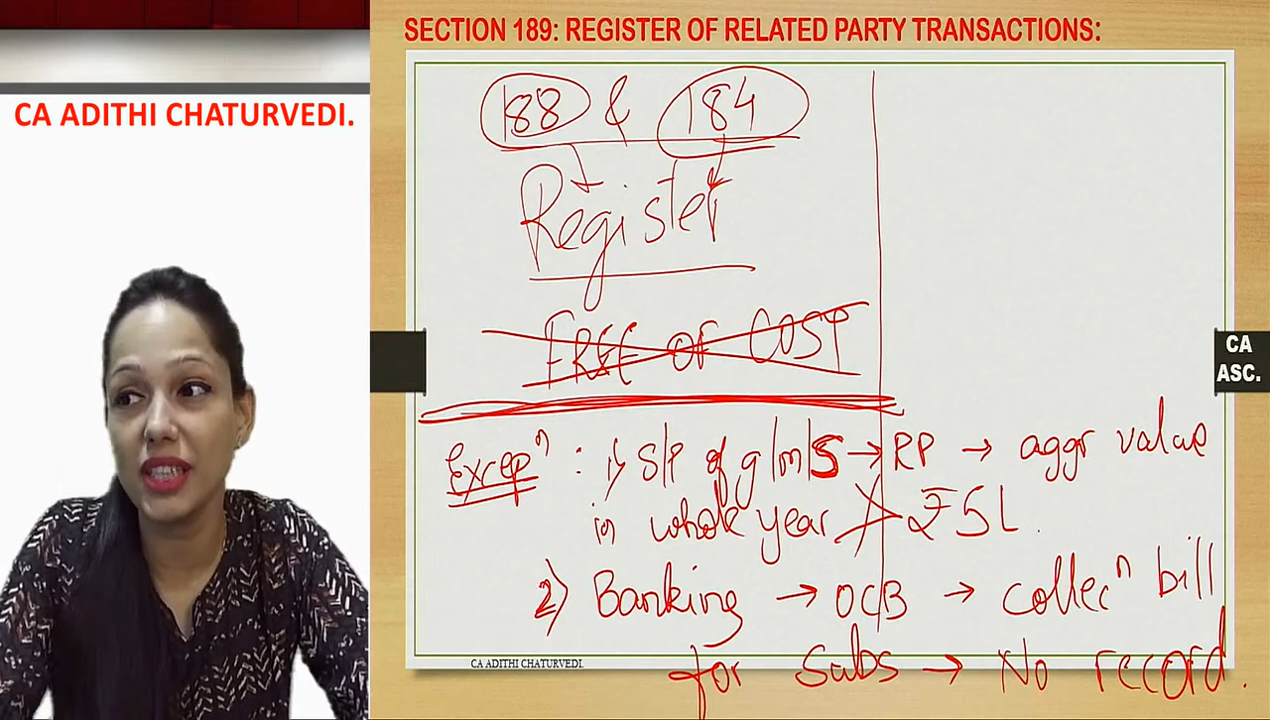 SECTION 189: REGISTER OF RELATED PARTY TRANSACTIONS:
CA ADITHI CHATURVEDI.
188 & 184
Register
FREE OF COST
CA
ASC.
Excepⁿ : 1) S/P of g/m/s → RP → aggr value
in whole year ≯ ₹5L.
2) Banking → OCB → collecⁿ bill
for Subs → No record.
CA ADITHI CHATURVEDI.